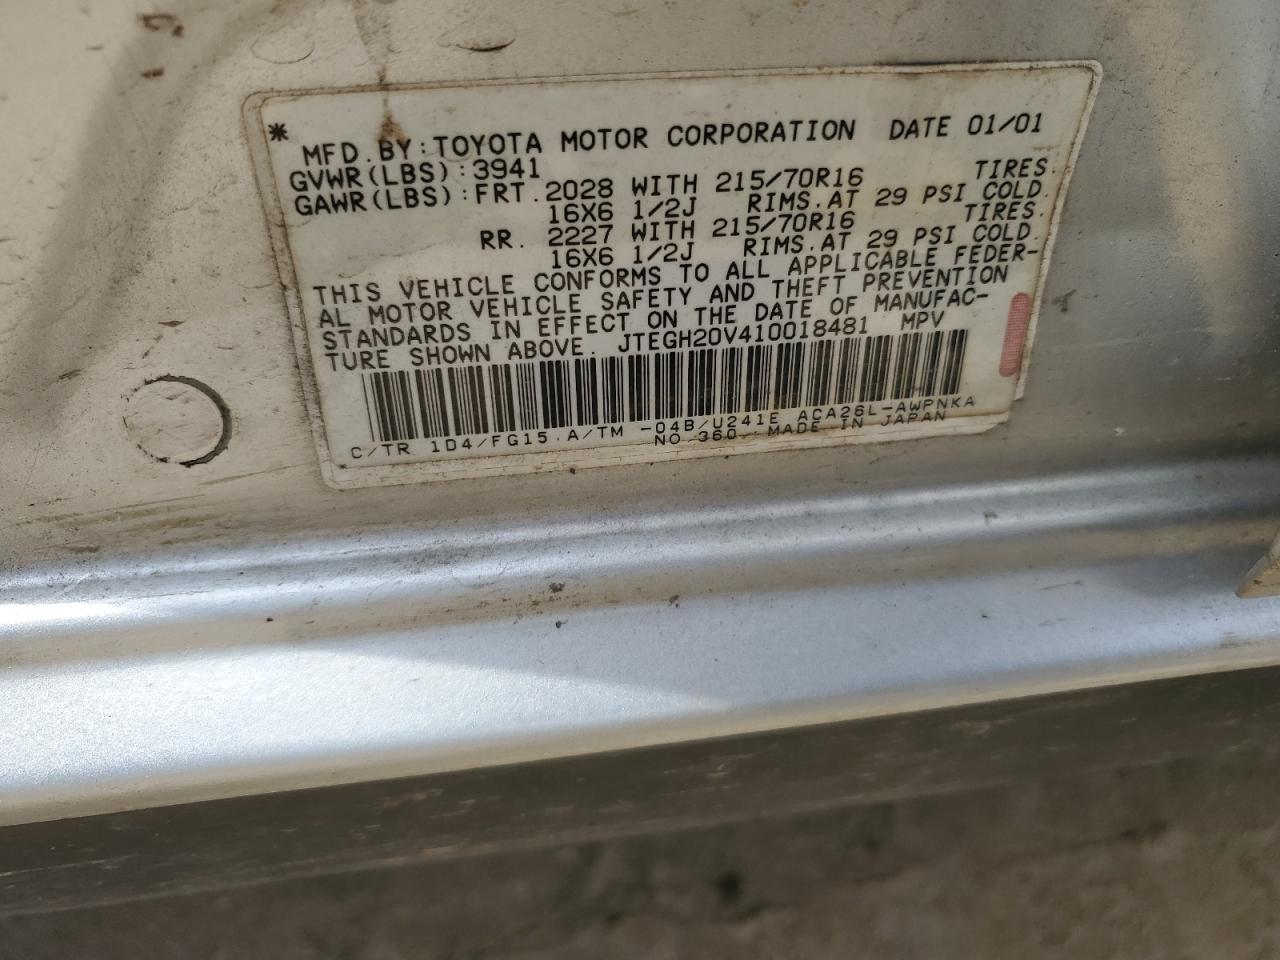 * MFD.BY:TOYOTA MOTOR CORPORATION DATE 01/01
GVWR(LBS):3941
GAWR(LBS):FRT.2028 WITH 215/70R16 TIRES.
16X6 1/2J RIMS.AT 29 PSI COLD.
RR. 2227 WITH 215/70R16 TIRES.
16X6 1/2J RIMS.AT 29 PSI COLD.
THIS VEHICLE CONFORMS TO ALL APPLICABLE FEDER-
AL MOTOR VEHICLE SAFETY AND THEFT PREVENTION
STANDARDS IN EFFECT ON THE DATE OF MANUFAC-
TURE SHOWN ABOVE. JTEGH20V410018481 MPV
C/TR 1D4/FG15 A/TM -04B/U241E ACA26L-AWPNKA
NO.360 MADE IN JAPAN